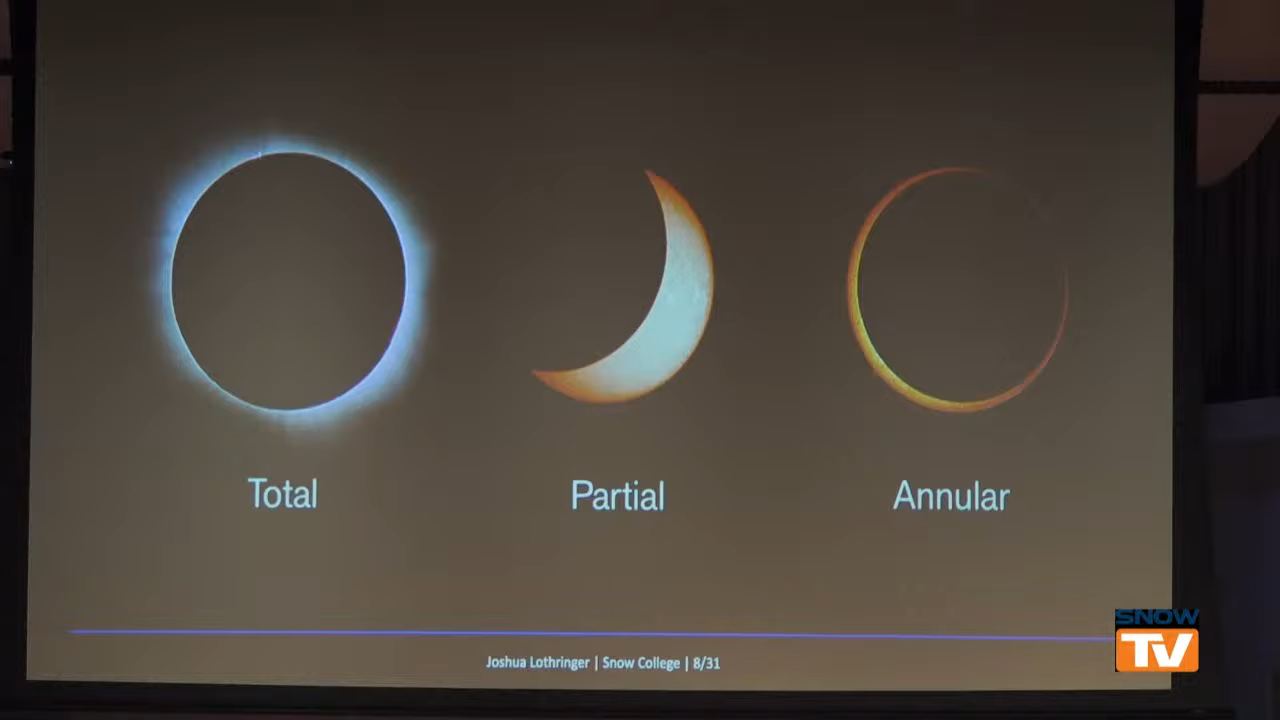 Total
Partial
Annular
Joshua Lothringer | Snow College | 8/31
SNOW
TV